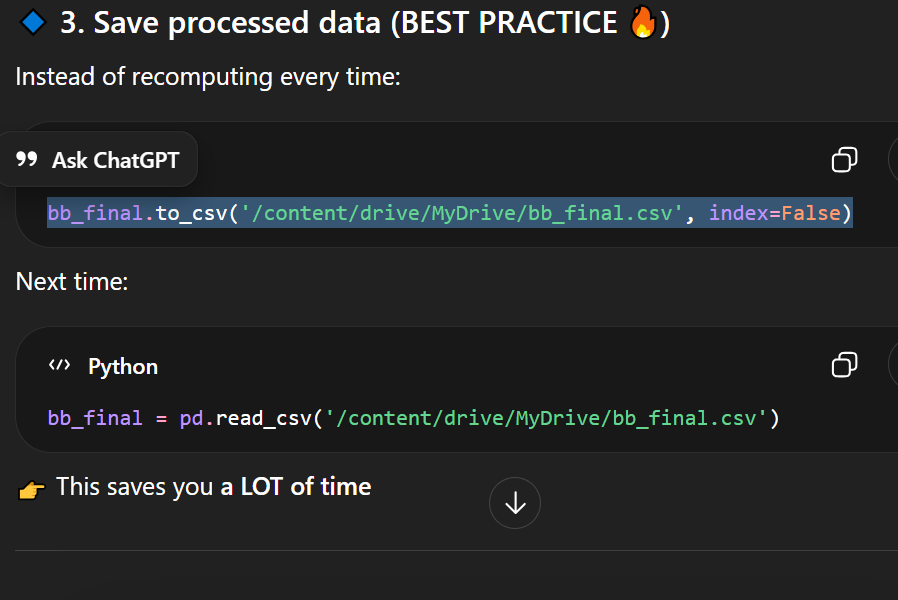 🔷 3. Save processed data (BEST PRACTICE 🔥)
Instead of recomputing every time:
Ask ChatGPT
bb_final.to_csv('/content/drive/MyDrive/bb_final.csv', index=False)
Next time:
Python
bb_final = pd.read_csv('/content/drive/MyDrive/bb_final.csv')
👉 This saves you a LOT of time